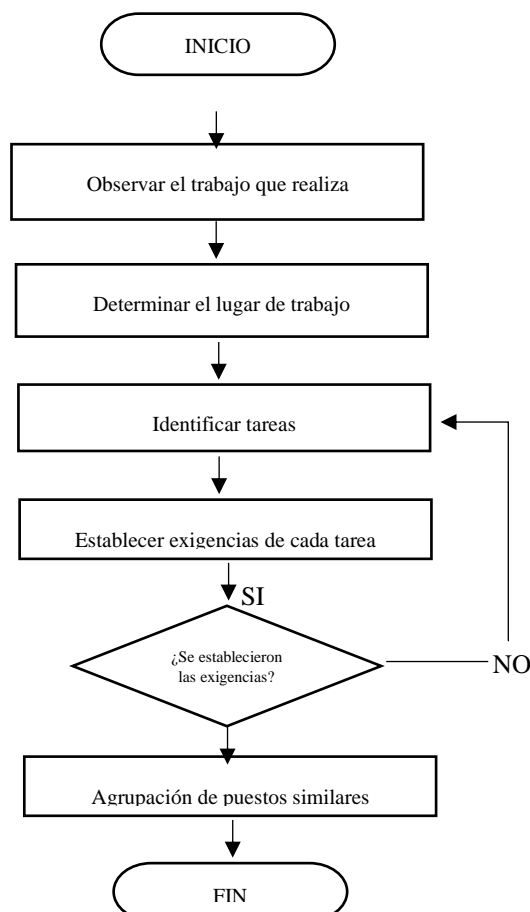 INICIO
Observar el trabajo que realiza
Determinar el lugar de trabajo
Identificar tareas
Establecer exigencias de cada tarea
SI
¿Se establecieron
las exigencias?
NO
Agrupación de puestos similares
FIN